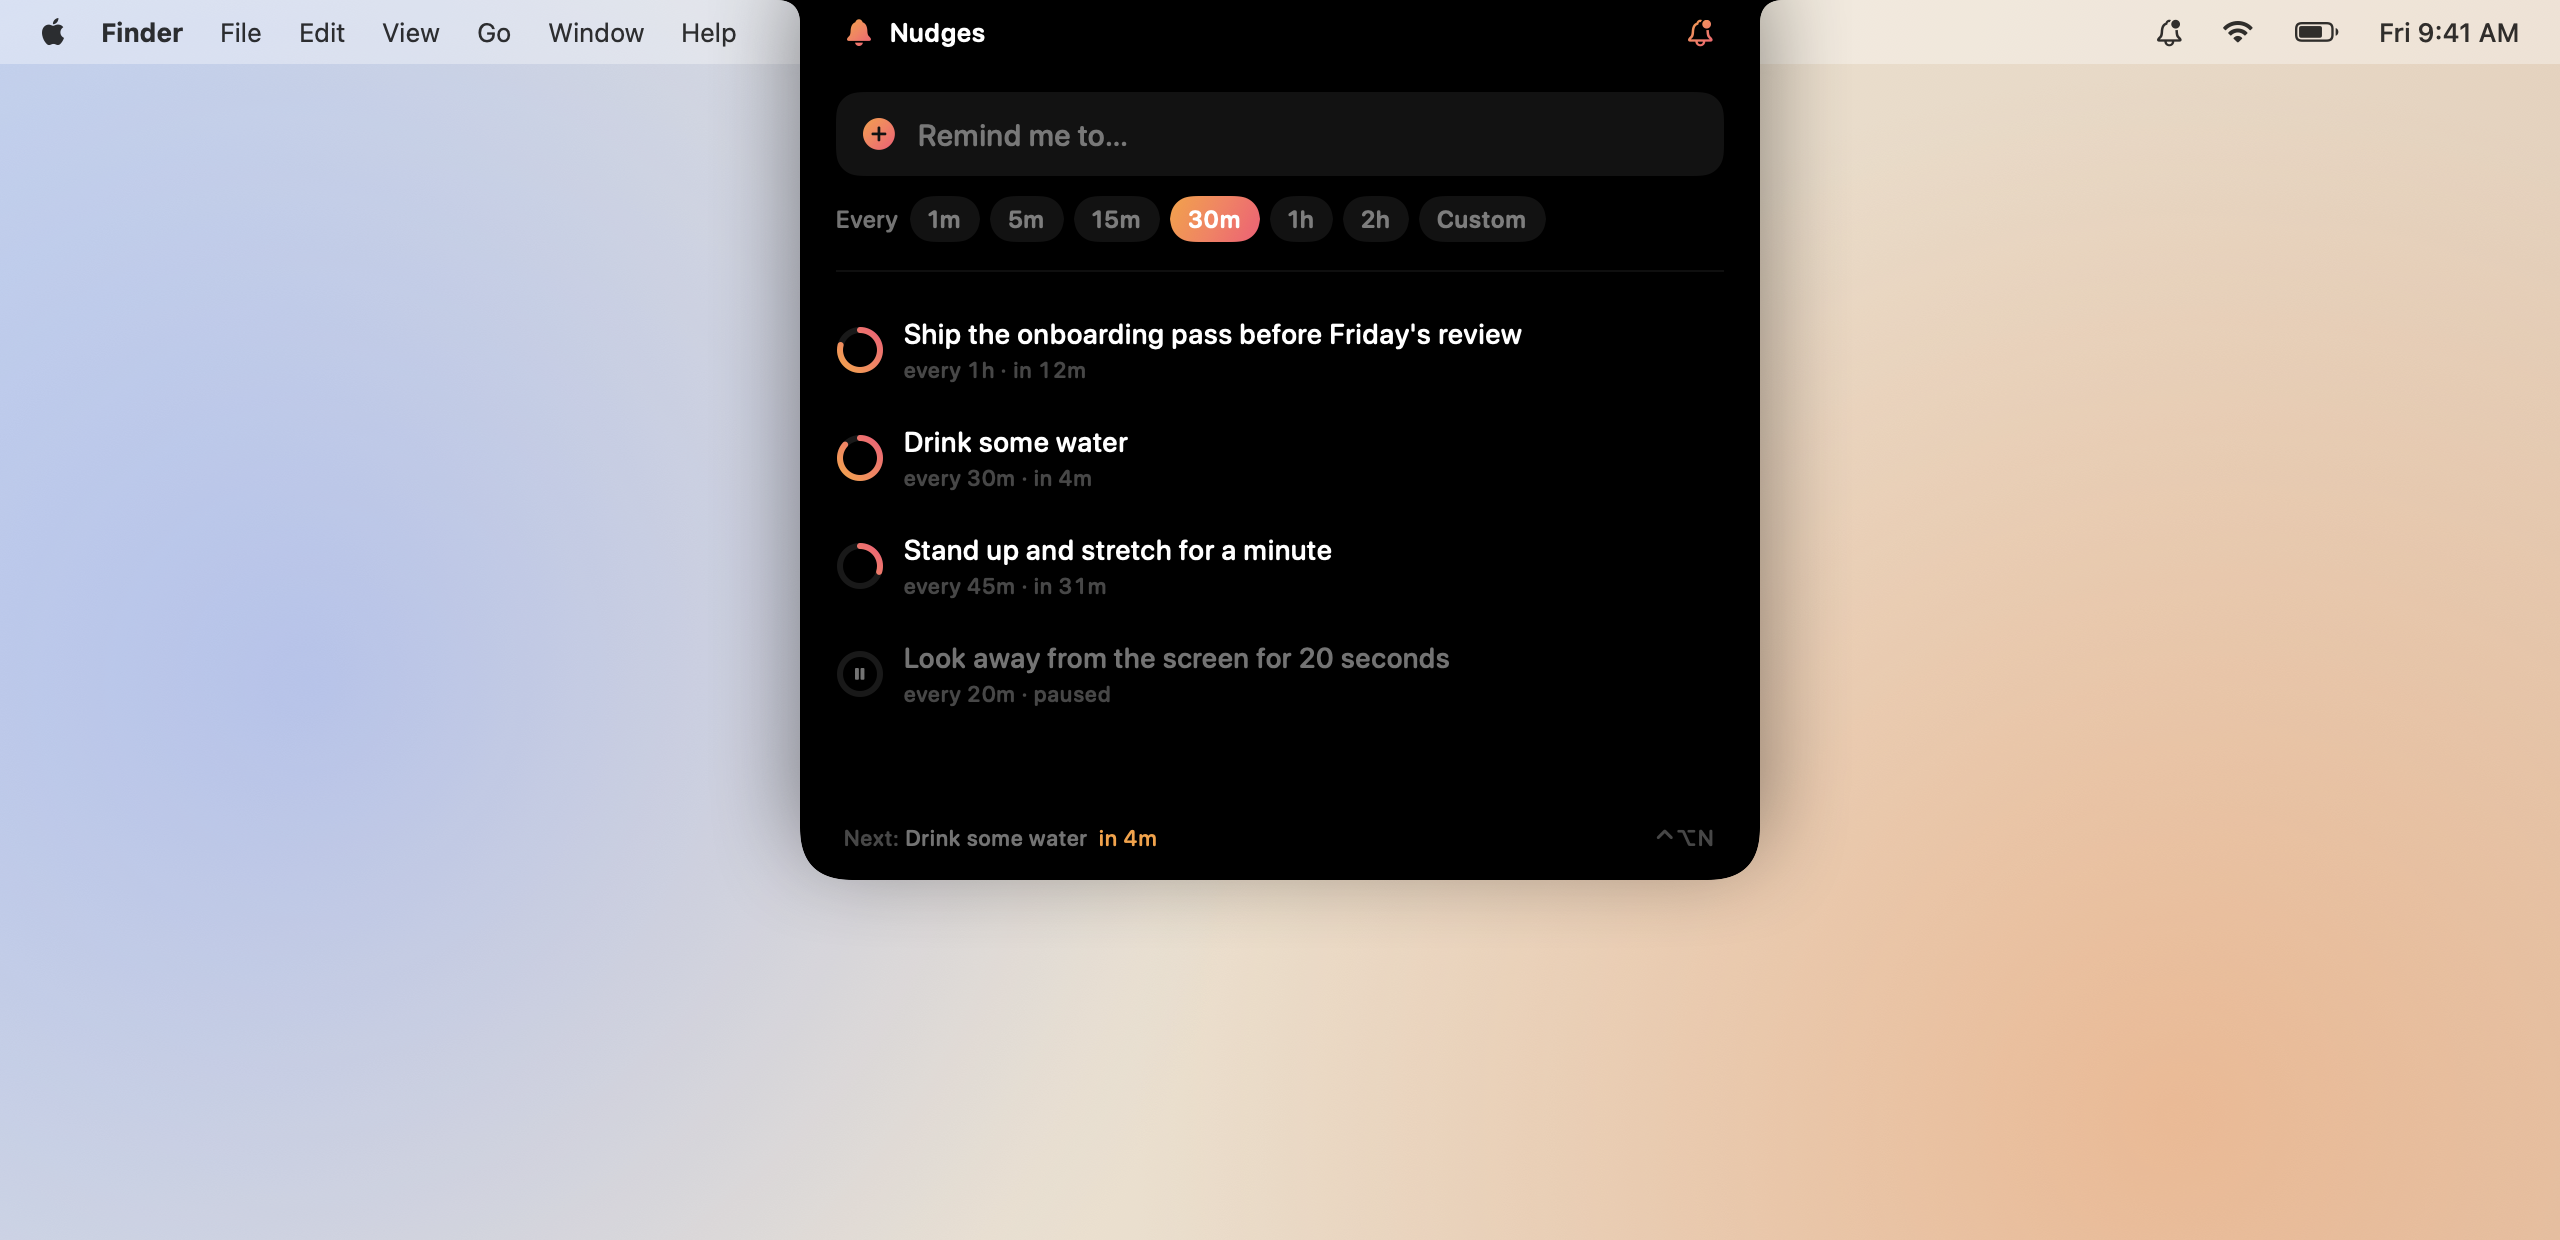 Finder File Edit View Go Window Help
Nudges
Fri 9:41 AM
Remind me to...
Every 1m 5m 15m 30m 1h 2h Custom
Ship the onboarding pass before Friday's review
every 1h · in 12m
Drink some water
every 30m · in 4m
Stand up and stretch for a minute
every 45m · in 31m
Look away from the screen for 20 seconds
every 20m · paused
Next: Drink some water in 4m
^⌥N